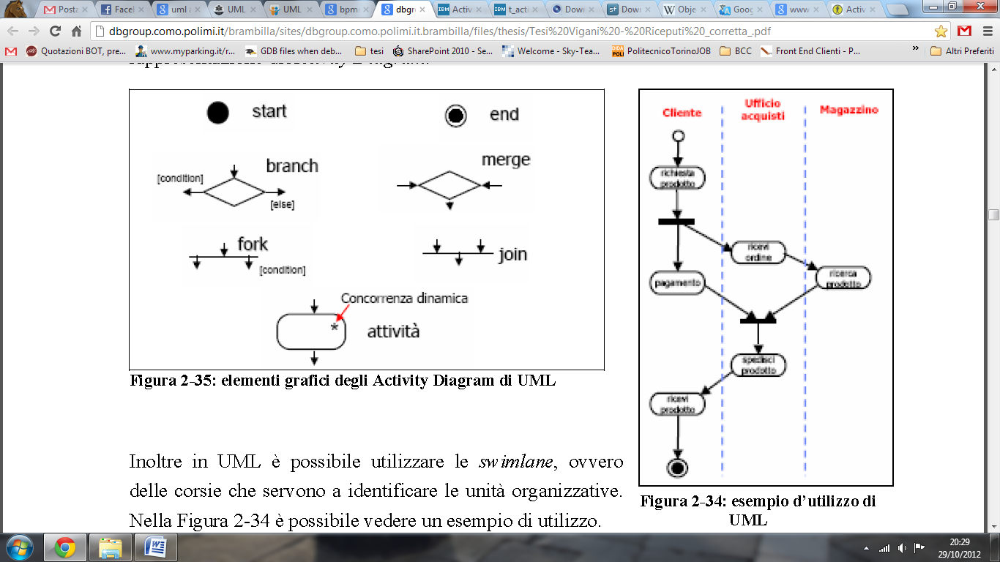 Posta
Facel
uml a
UML
UML
bpmn
dbgro
Activ
t_acti
Down
Down
Obje
Goog
www
Activ
dbgroup.como.polimi.it/brambilla/sites/dbgroup.como.polimi.it.brambilla/files/thesis/Tesi%20Vigani%20-%20Riceputi%20_corretta_.pdf
Quotazioni BOT, pre...
www.myparking.it/r...
GDB files when deb...
tesi
SharePoint 2010 - Se...
Welcome - Sky-Tea...
PolitecnicoTorinoJOB
BCC
Front End Clienti - P...
»
Altri Preferiti
start
end
branch
[condition]
[else]
merge
fork
[condition]
join
Concorrenza dinamica
*
attività
Figura 2-35: elementi grafici degli Activity Diagram di UML
Inoltre in UML è possibile utilizzare le swimlane, ovvero
delle corsie che servono a identificare le unità organizzative.
Nella Figura 2-34 è possibile vedere un esempio di utilizzo.
Cliente
Ufficio
acquisti
Magazzino
richiesta
prodotto
ricevi
ordine
pagamento
ricerca
prodotto
spedisci
prodotto
ricevi
prodotto
Figura 2-34: esempio d’utilizzo di
UML
20:29
29/10/2012